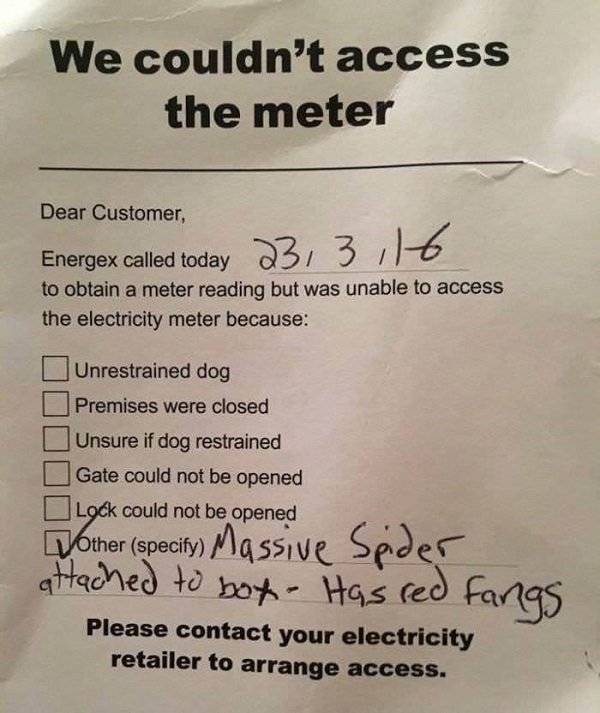 We couldn't access
the meter
Dear Customer,
Energex called today 23/3/16
to obtain a meter reading but was unable to access
the electricity meter because:
Unrestrained dog
Premises were closed
Unsure if dog restrained
Gate could not be opened
Lock could not be opened
Other (specify) Massive Spider
attached to box - Has red fangs
Please contact your electricity
retailer to arrange access.